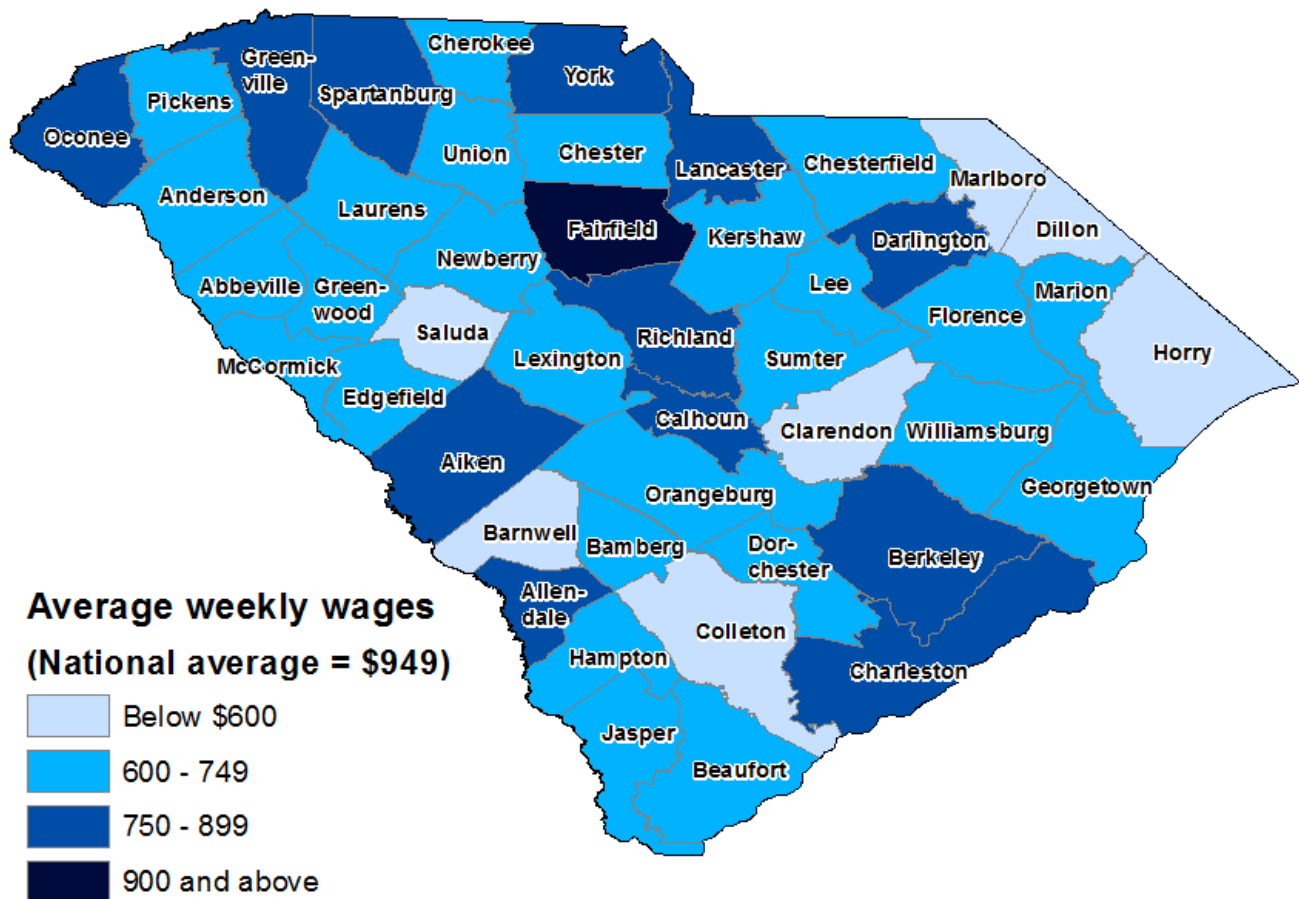 Cherokee
Green-
ville
York
Spartanburg
Pickens
Oconee
Union
Chester
Lancaster
Chesterfield
Marlboro
Anderson
Laurens
Fairfield
Kershaw
Darlington
Dillon
Newberry
Abbeville
Green-
wood
Lee
Marion
Florence
Saluda
Richland
Horry
Lexington
Sumter
McCormick
Edgefield
Calhoun
Clarendon
Williamsburg
Aiken
Orangeburg
Georgetown
Barnwell
Bamberg
Dor-
chester
Berkeley
Allen-
dale
Colleton
Hampton
Charleston
Jasper
Beaufort
Average weekly wages
(National average = $949)
Below $600
600 - 749
750 - 899
900 and above